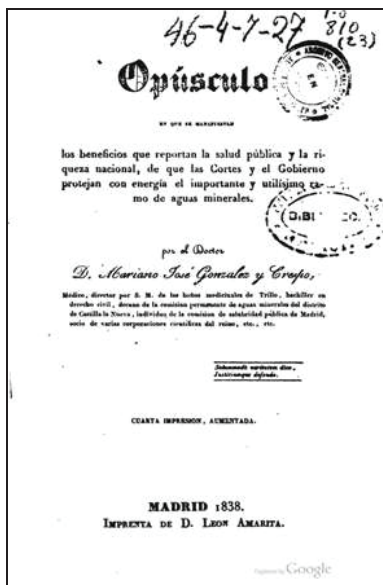 46-4-7-27
810
(23)
Opúsculo
EN QUE SE MANIFIESTAN
los beneficios que reportan la salud pública y la ri-
queza nacional, de que las Cortes y el Gobierno
protejan con energía el importante y utilísimo ra-
mo de aguas minerales.
por el Doctor
D. Mariano José Gonzalez y Crespo,
Médico, director por S. M. de los baños medicinales de Trillo, bachiller en
derecho civil, decano de la comision permanente de aguas minerales del distrito
de Castilla la Nueva, individuo de la comision de salubridad pública de Madrid,
socio de varias corporaciones científicas del reino, etc., etc.
CUARTA IMPRESION, AUMENTADA.
MADRID 1838.
IMPRENTA DE D. LEON AMARITA.
Google